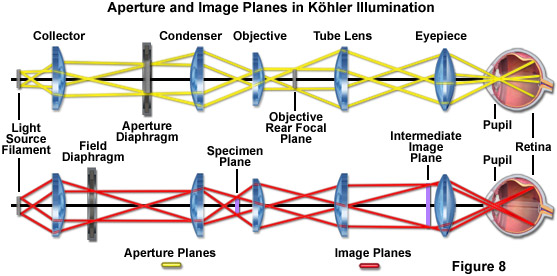 Aperture and Image Planes in Köhler Illumination
Collector
Condenser
Objective
Tube Lens
Eyepiece
Light
Source
Filament
Aperture
Diaphragm
Objective
Rear Focal
Plane
Pupil
Retina
Field
Diaphragm
Specimen
Plane
Intermediate
Image
Plane
Pupil
Aperture Planes
Image Planes
Figure 8